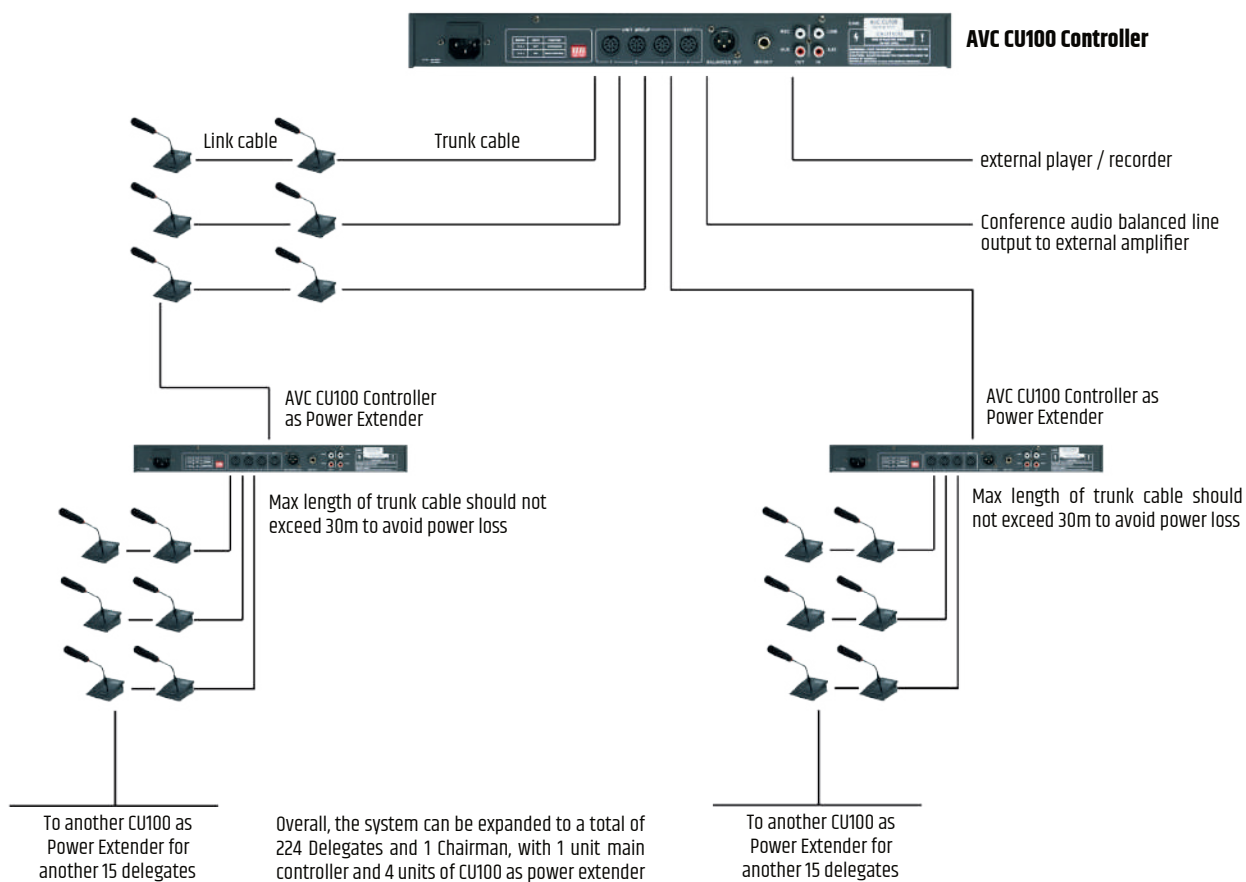 AVC CU100 Controller
Link cable
Trunk cable
external player / recorder
Conference audio balanced line
output to external amplifier
AVC CU100 Controller
as Power Extender
AVC CU100 Controller as
Power Extender
Max length of trunk cable should not
exceed 30m to avoid power loss
Max length of trunk cable should
not exceed 30m to avoid power loss
To another CU100 as
Power Extender for
another 15 delegates
Overall, the system can be expanded to a total of
224 Delegates and 1 Chairman, with 1 unit main
controller and 4 units of CU100 as power extender
To another CU100 as
Power Extender for
another 15 delegates